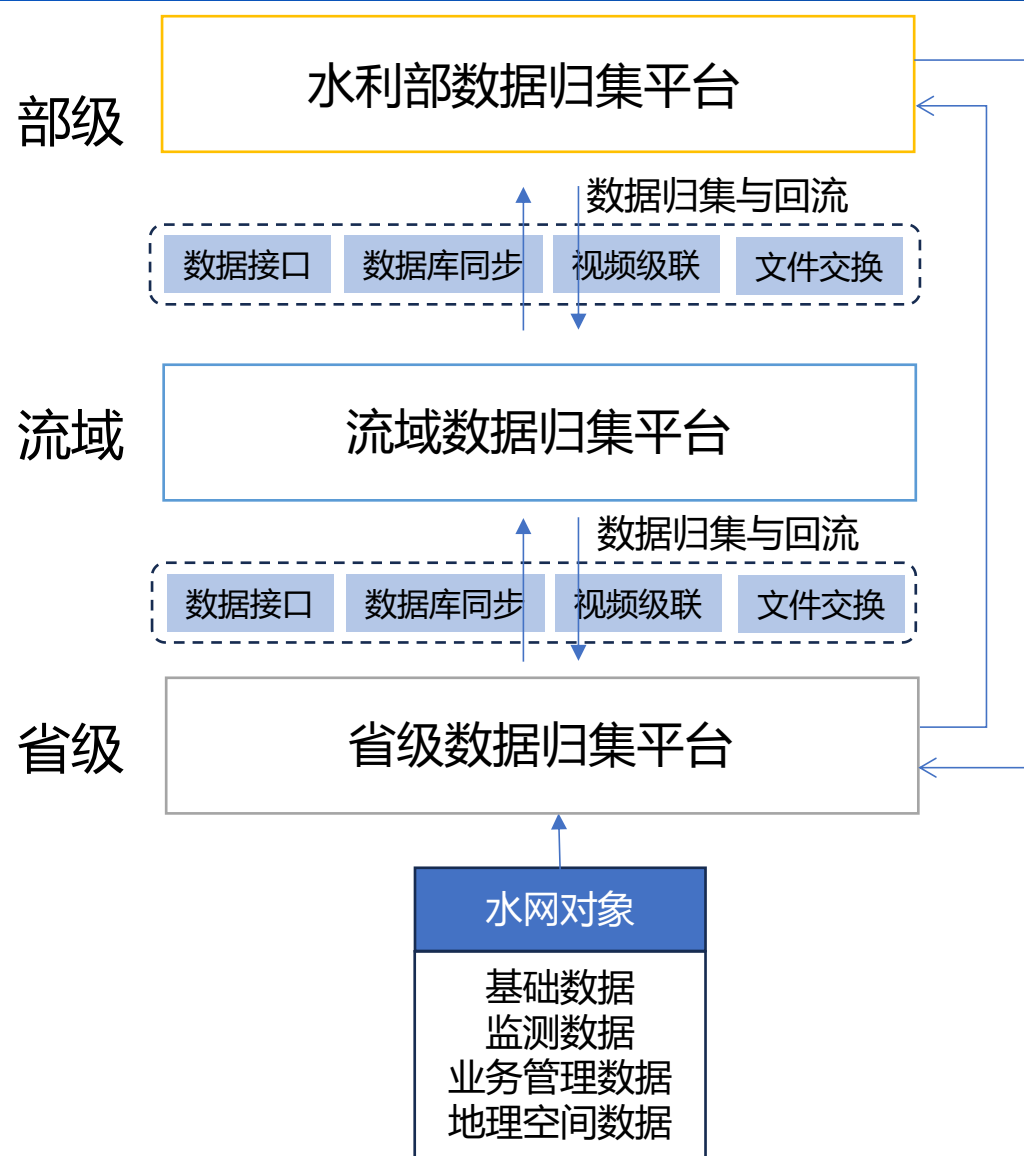 水利部数据归集平台
部级
数据归集与回流
数据接口
数据库同步
视频级联
文件交换
流域
流域数据归集平台
数据归集与回流
数据接口
数据库同步
视频级联
文件交换
省级
省级数据归集平台
水网对象
基础数据
监测数据
业务管理数据
地理空间数据